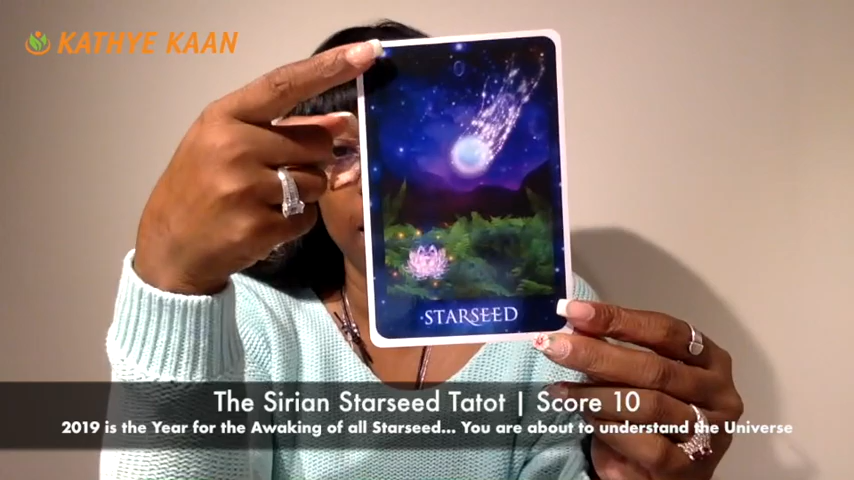 KATHYE KAAN
0
STARSEED
The Sirian Starseed Tatot | Score 10
2019 is the Year for the Awaking of all Starseed... You are about to understand the Universe